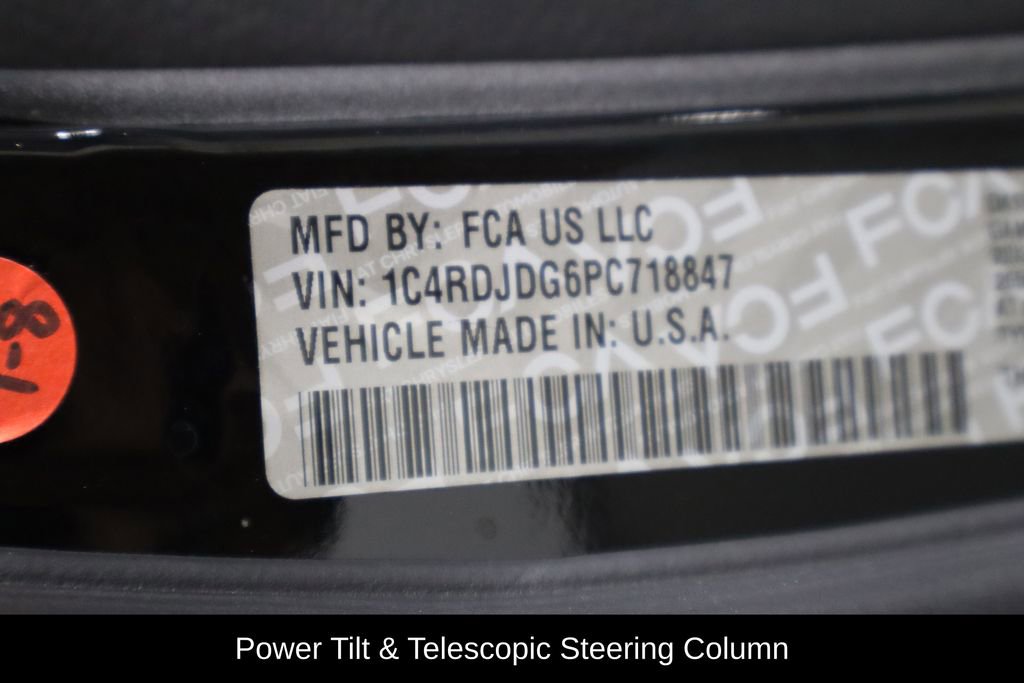 MFD BY: FCA US LLC
VIN: 1C4RDJDG6PC718847
VEHICLE MADE IN: U.S.A.
Power Tilt & Telescopic Steering Column